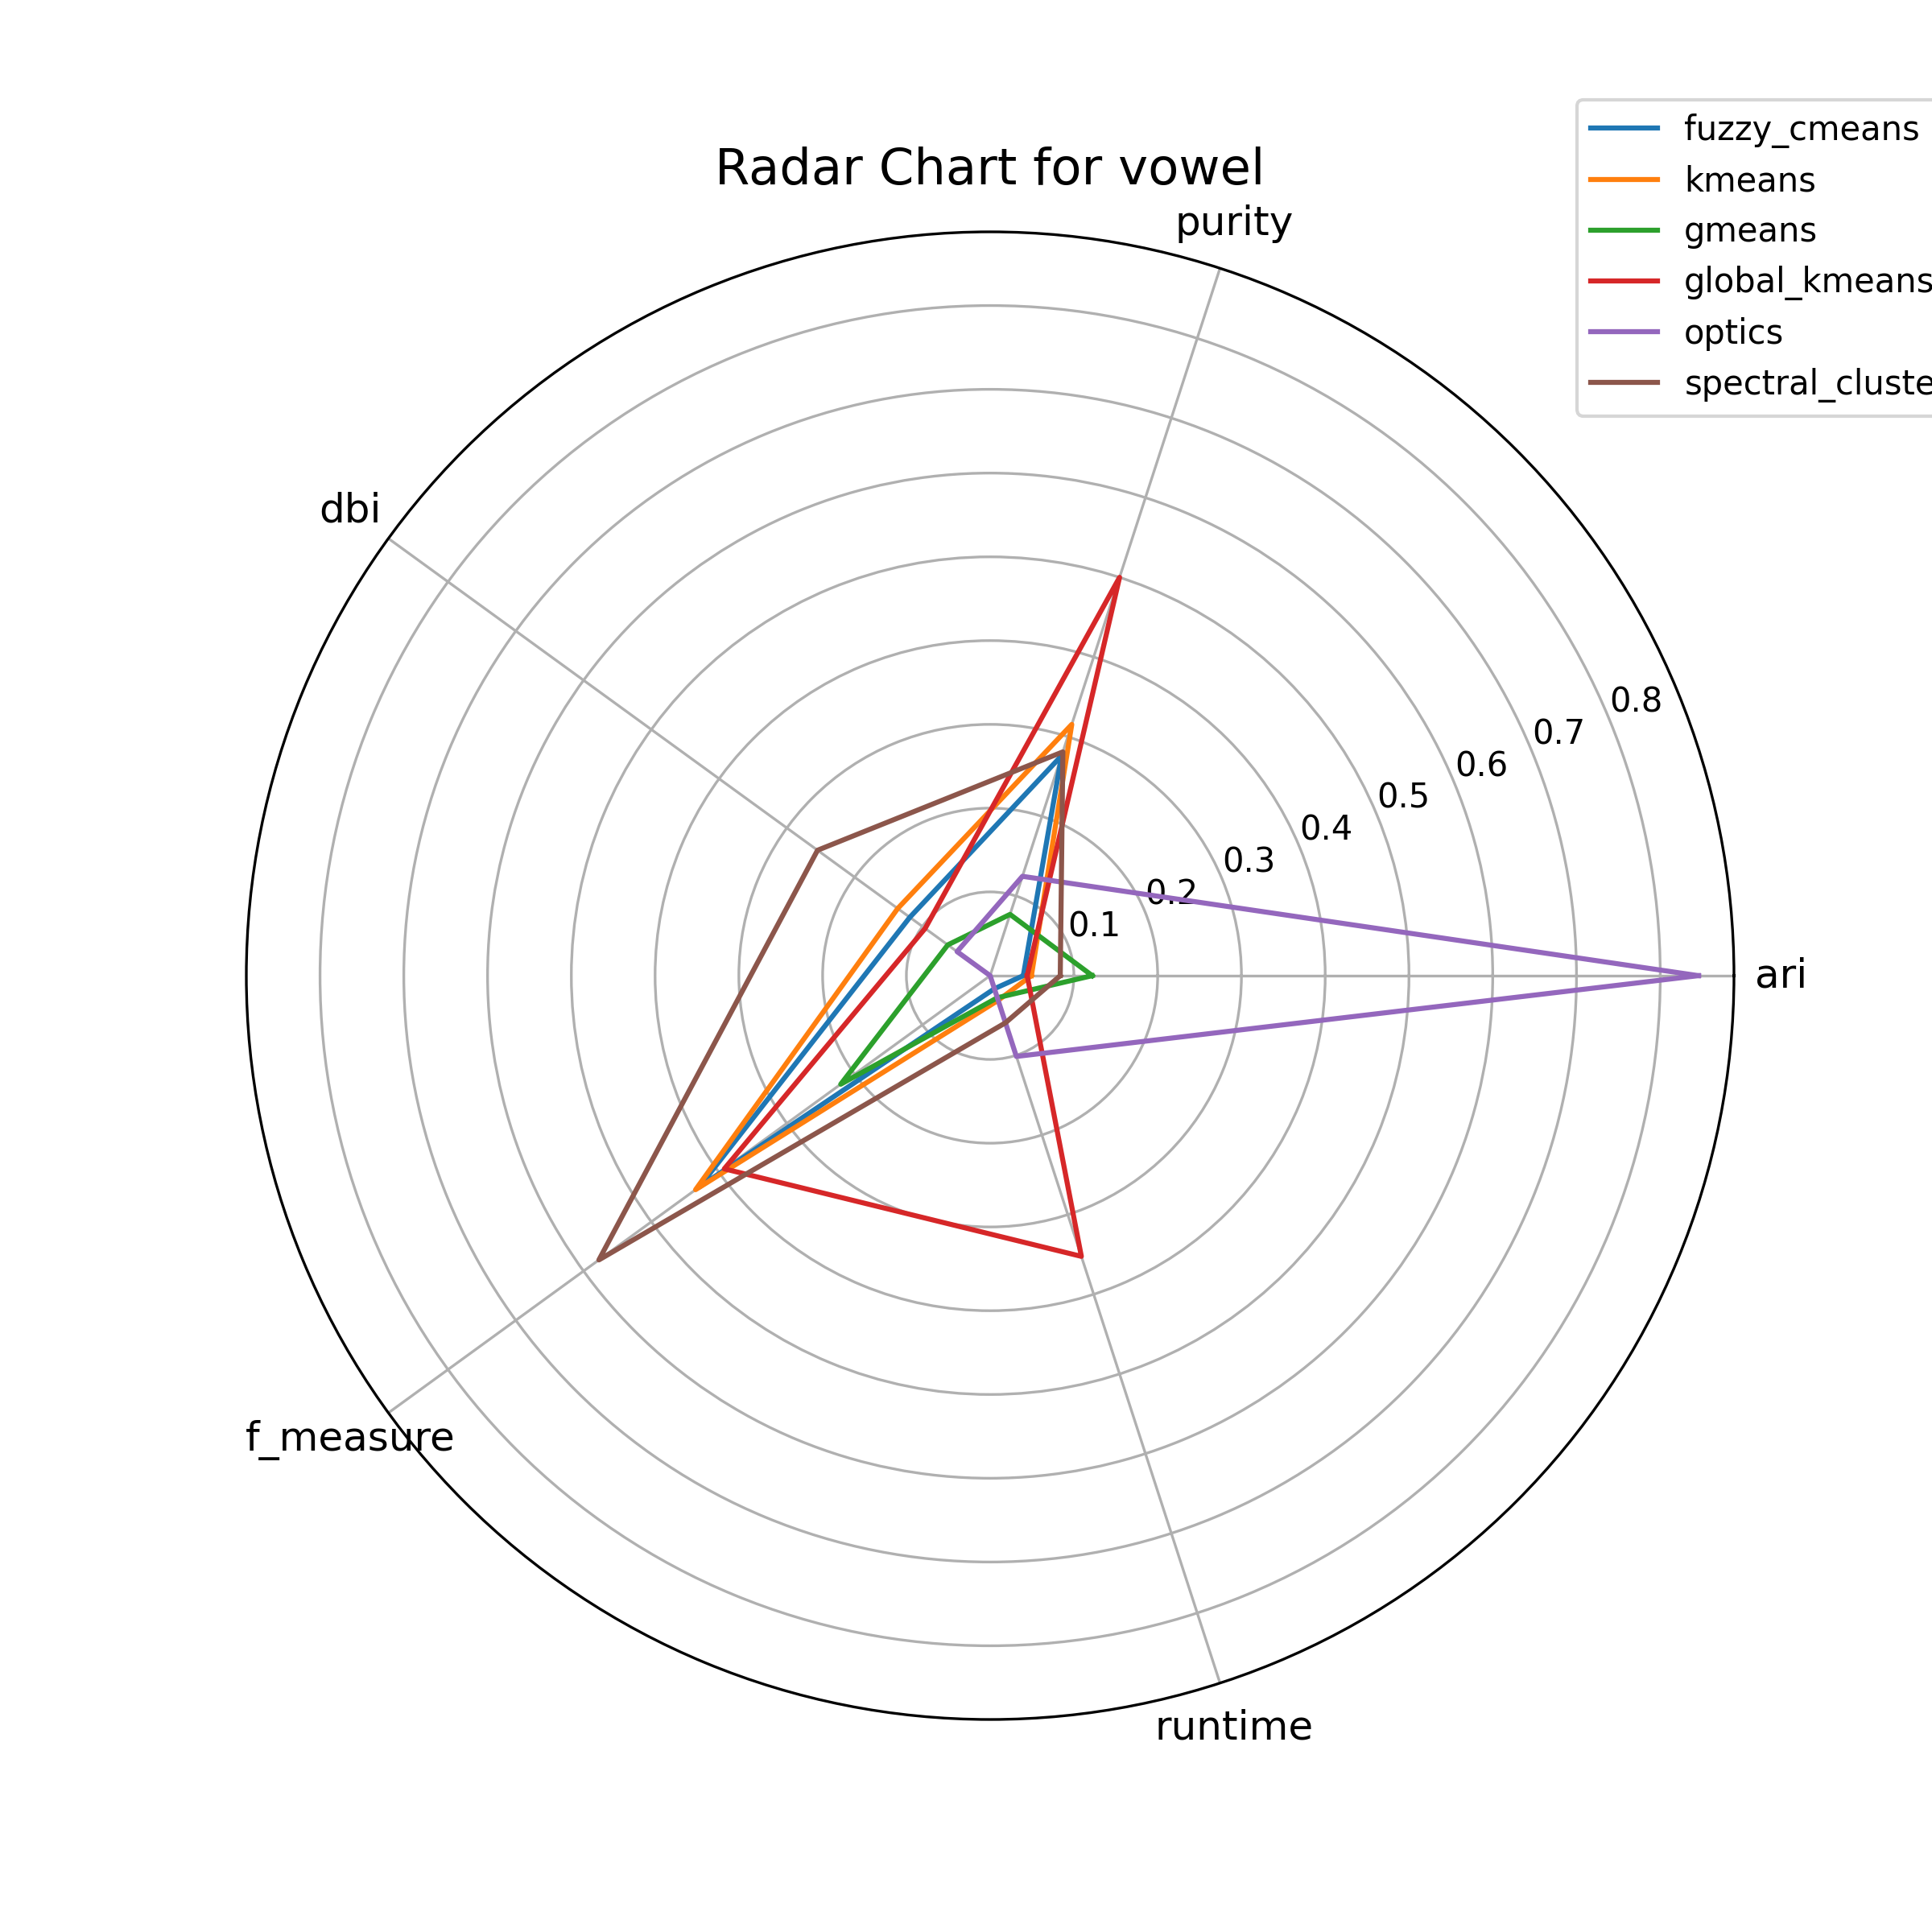 Radar Chart for vowel
fuzzy_cmeans
kmeans
gmeans
global_kmeans
optics
spectral_cluste
purity
dbi
ari
f_measure
runtime
0.1
0.2
0.3
0.4
0.5
0.6
0.7
0.8